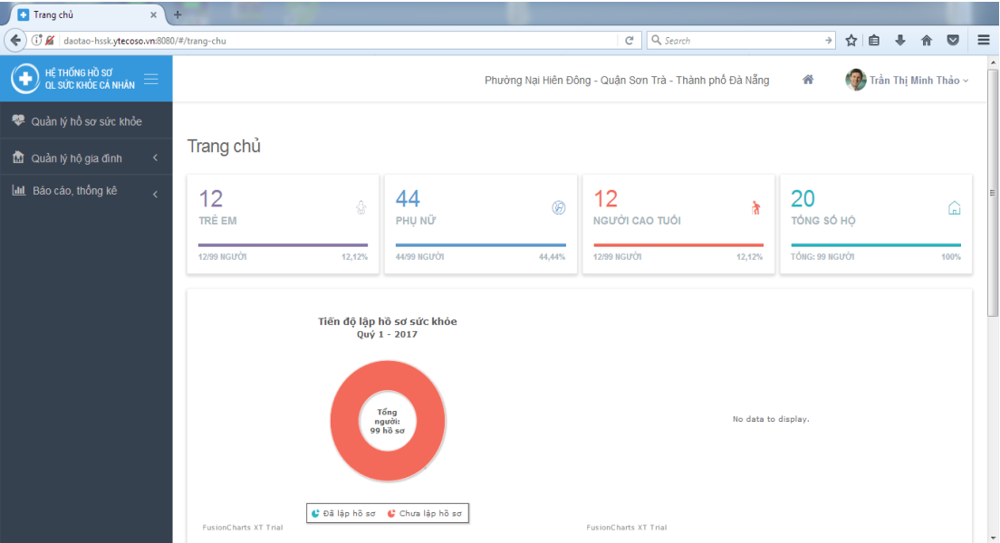 Trang chủ
daotao-hssk.ytecoso.vn:8080/#/trang-chu
Search
HỆ THỐNG HỒ SƠ
QL SỨC KHỎE CÁ NHÂN
Phường Nại Hiên Đông - Quận Sơn Trà - Thành phố Đà Nẵng
Trần Thị Minh Thảo
Quản lý hồ sơ sức khỏe
Quản lý hộ gia đình
Báo cáo, thống kê
Trang chủ
12
TRẺ EM
12/99 NGƯỜI 12,12%
44
PHỤ NỮ
44/99 NGƯỜI 44,44%
12
NGƯỜI CAO TUỔI
12/99 NGƯỜI 12,12%
20
TỔNG SỐ HỘ
TỔNG: 99 NGƯỜI 100%
Tiến độ lập hồ sơ sức khỏe
Quý 1 - 2017
Tổng
người:
99 hồ sơ
Đã lập hồ sơ Chưa lập hồ sơ
FusionCharts XT Trial
No data to display.
FusionCharts XT Trial